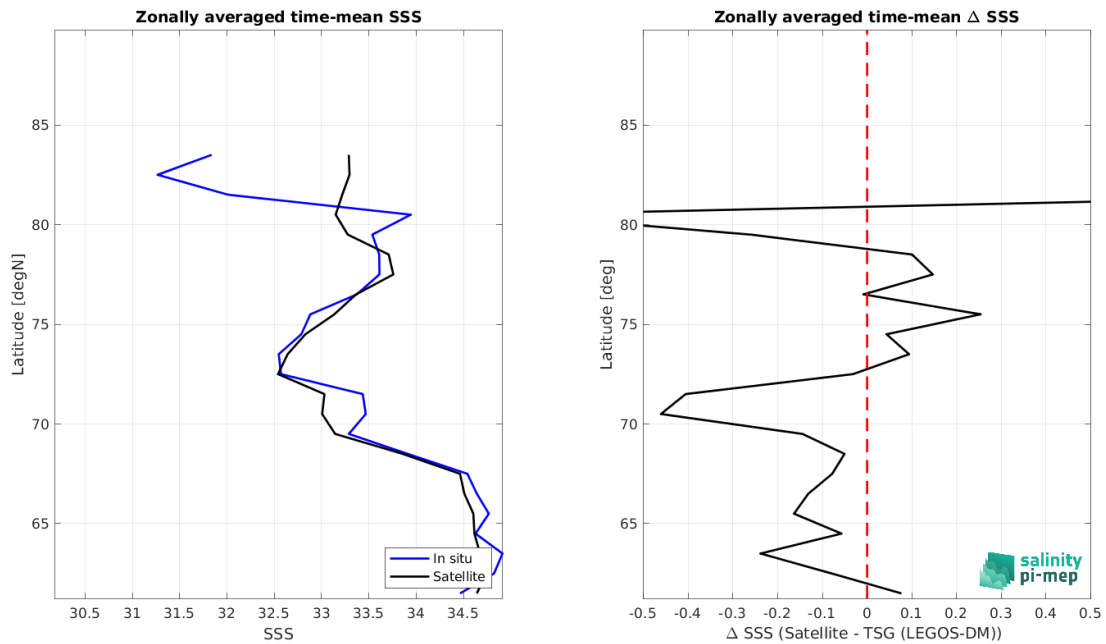 Zonally averaged time-mean SSS
Latitude [degN]
85
80
75
70
65
30.5 31 31.5 32 32.5 33 33.5 34 34.5
SSS
In situ
Satellite
Zonally averaged time-mean Δ SSS
Latitude [deg]
85
80
75
70
65
-0.5 -0.4 -0.3 -0.2 -0.1 0 0.1 0.2 0.3 0.4 0.5
Δ SSS (Satellite - TSG (LEGOS-DM))
salinity
pi-mep